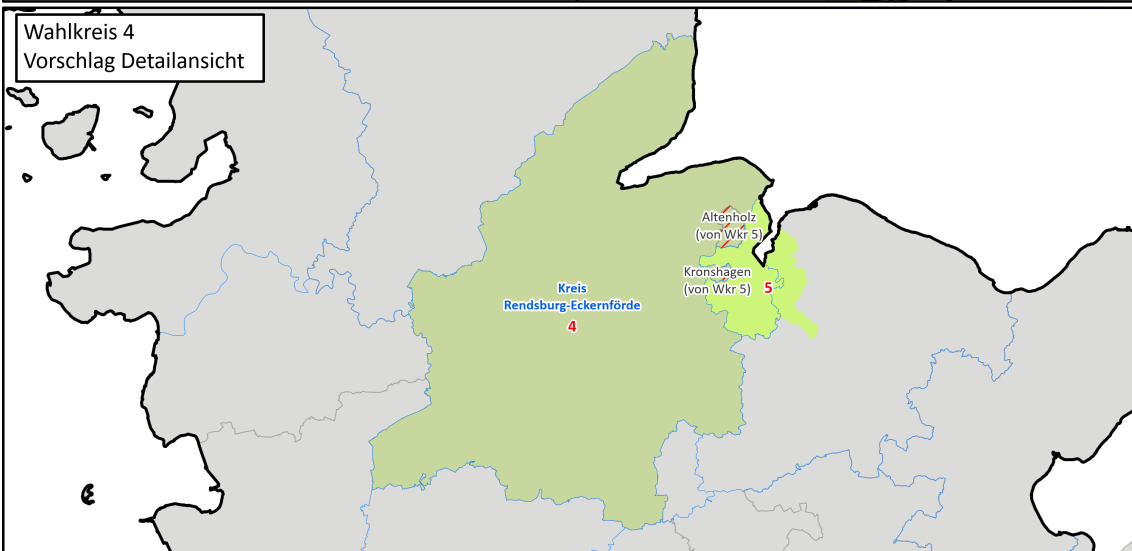 Wahlkreis 4
Vorschlag Detailansicht
Altenholz
(von Wkr 5)
Kronshagen
(von Wkr 5)
5
Kreis
Rendsburg-Eckernförde
4